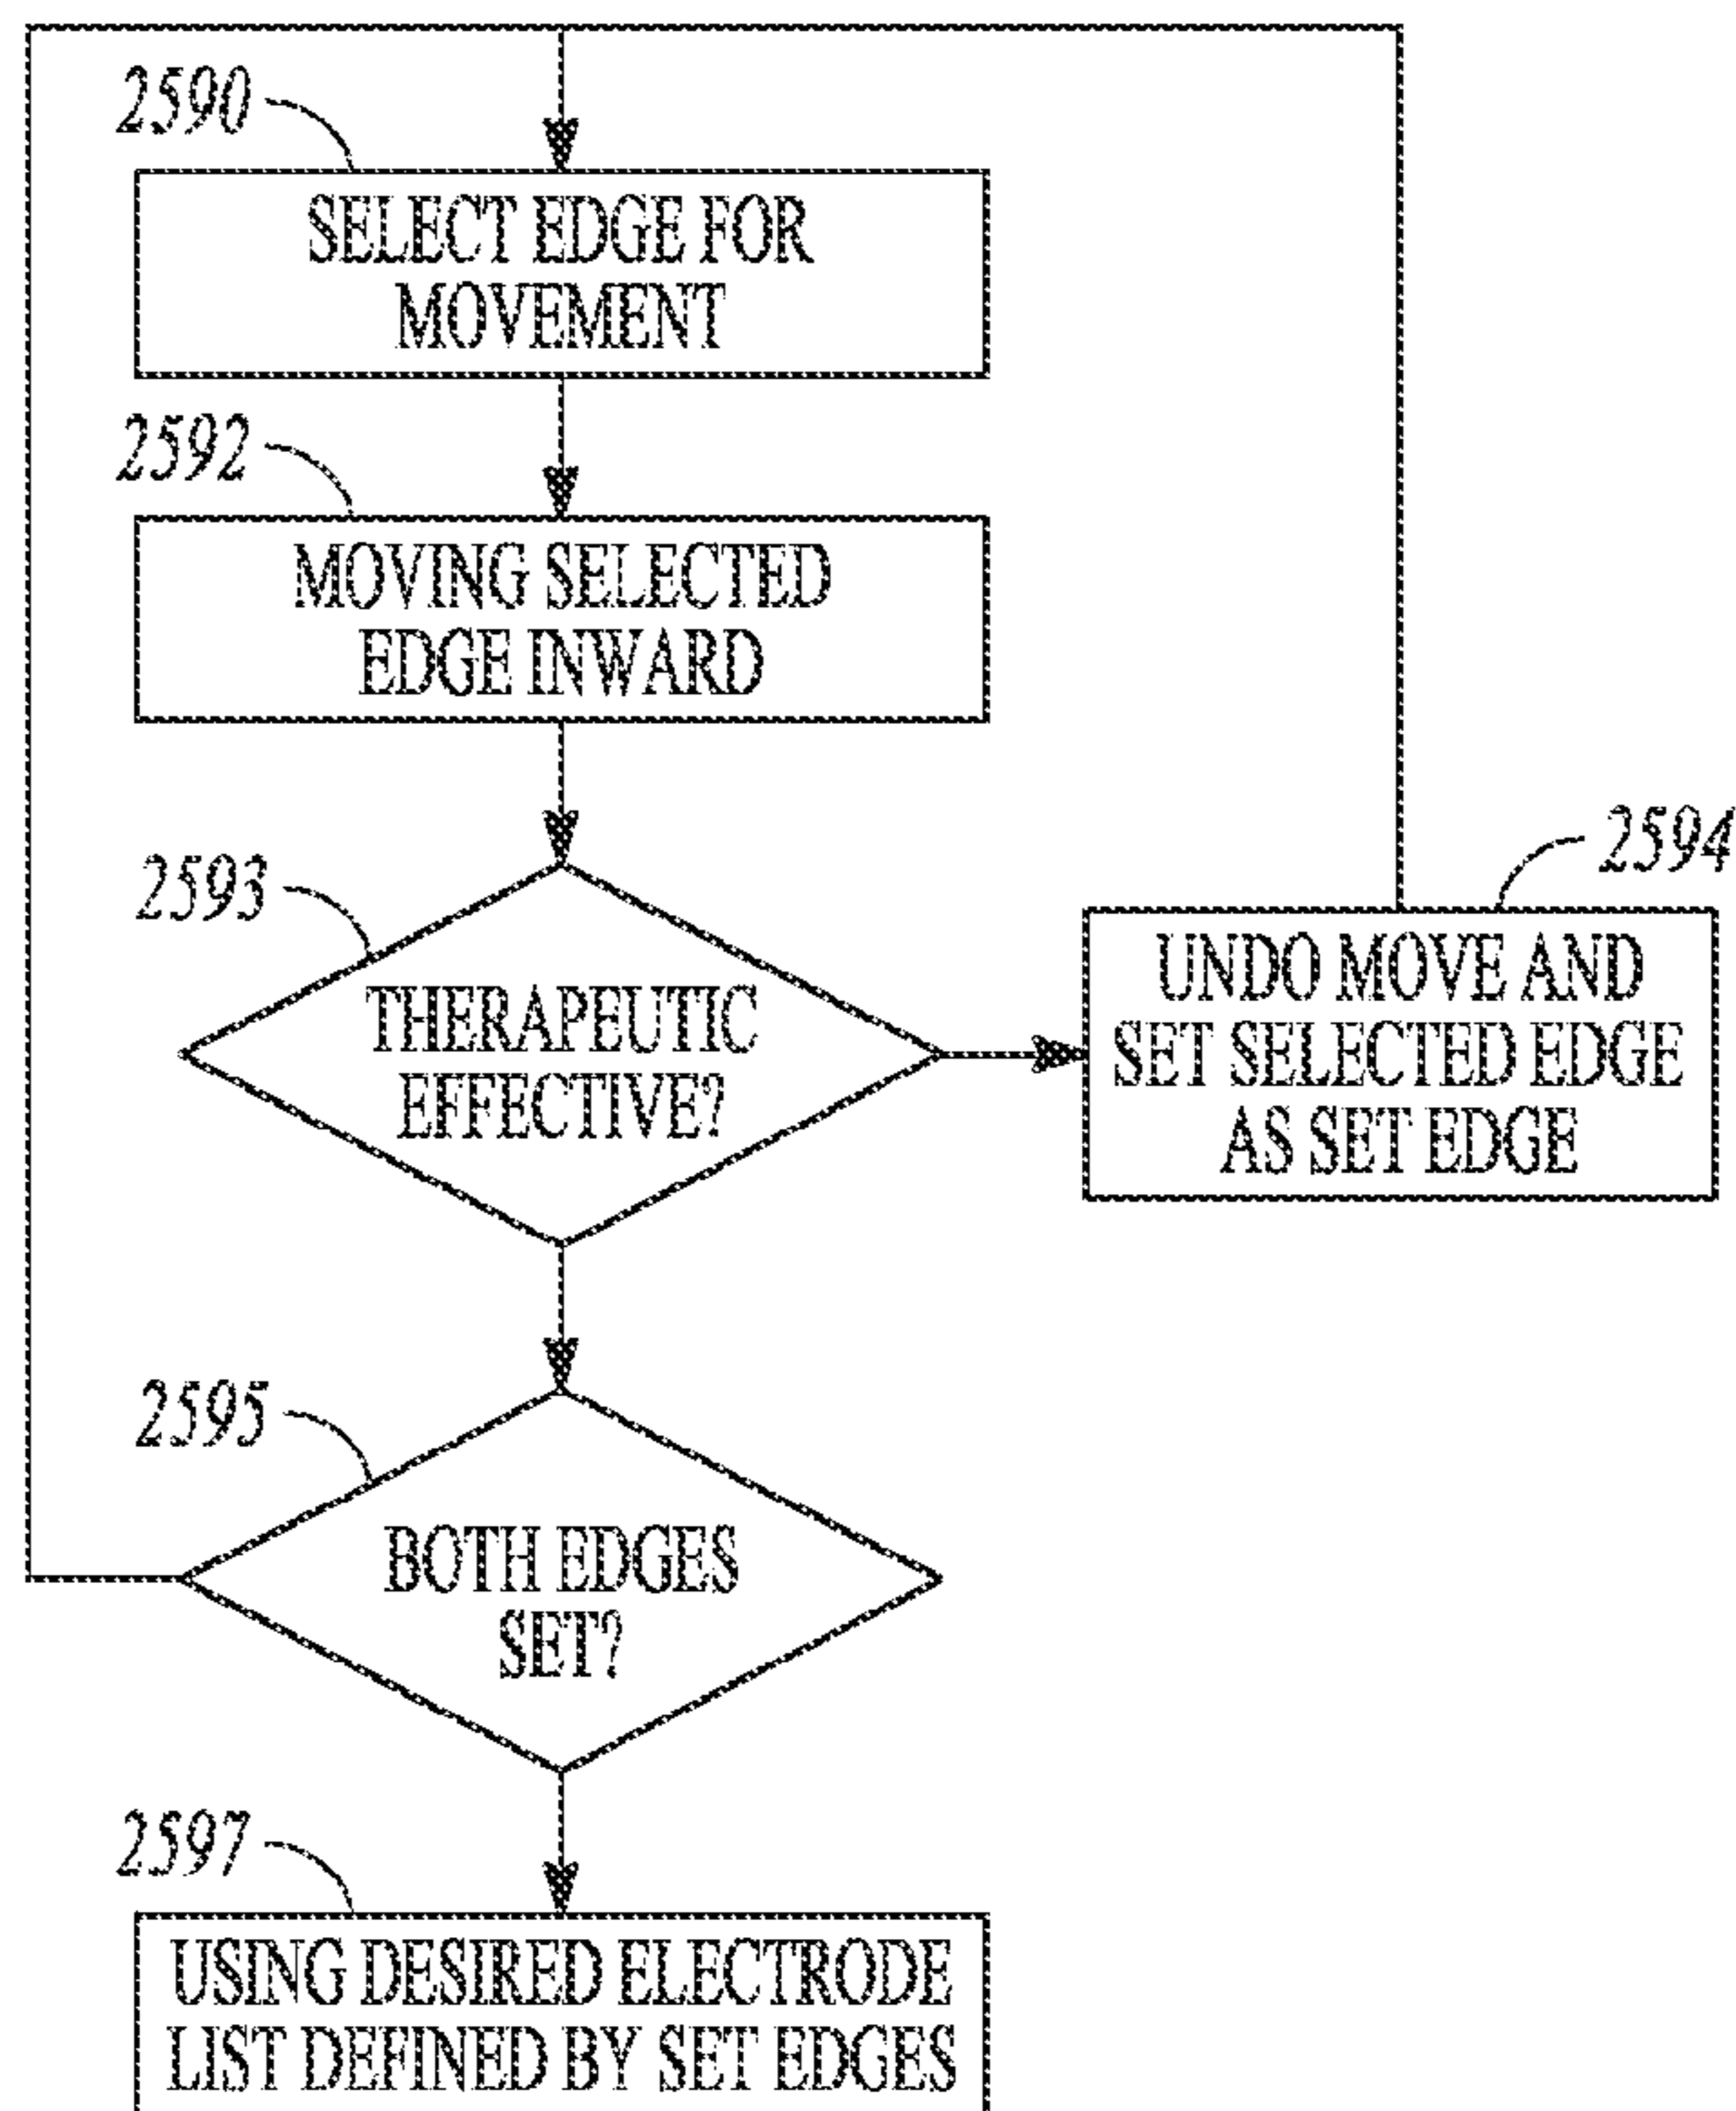 2590
SELECT EDGE FOR
MOVEMENT
2592
MOVING SELECTED
EDGE INWARD
2593
THERAPEUTIC
EFFECTIVE?
2594
UNDO MOVE AND
SET SELECTED EDGE
AS SET EDGE
2595
BOTH EDGES
SET?
2597
USING DESIRED ELECTRODE
LIST DEFINED BY SET EDGES